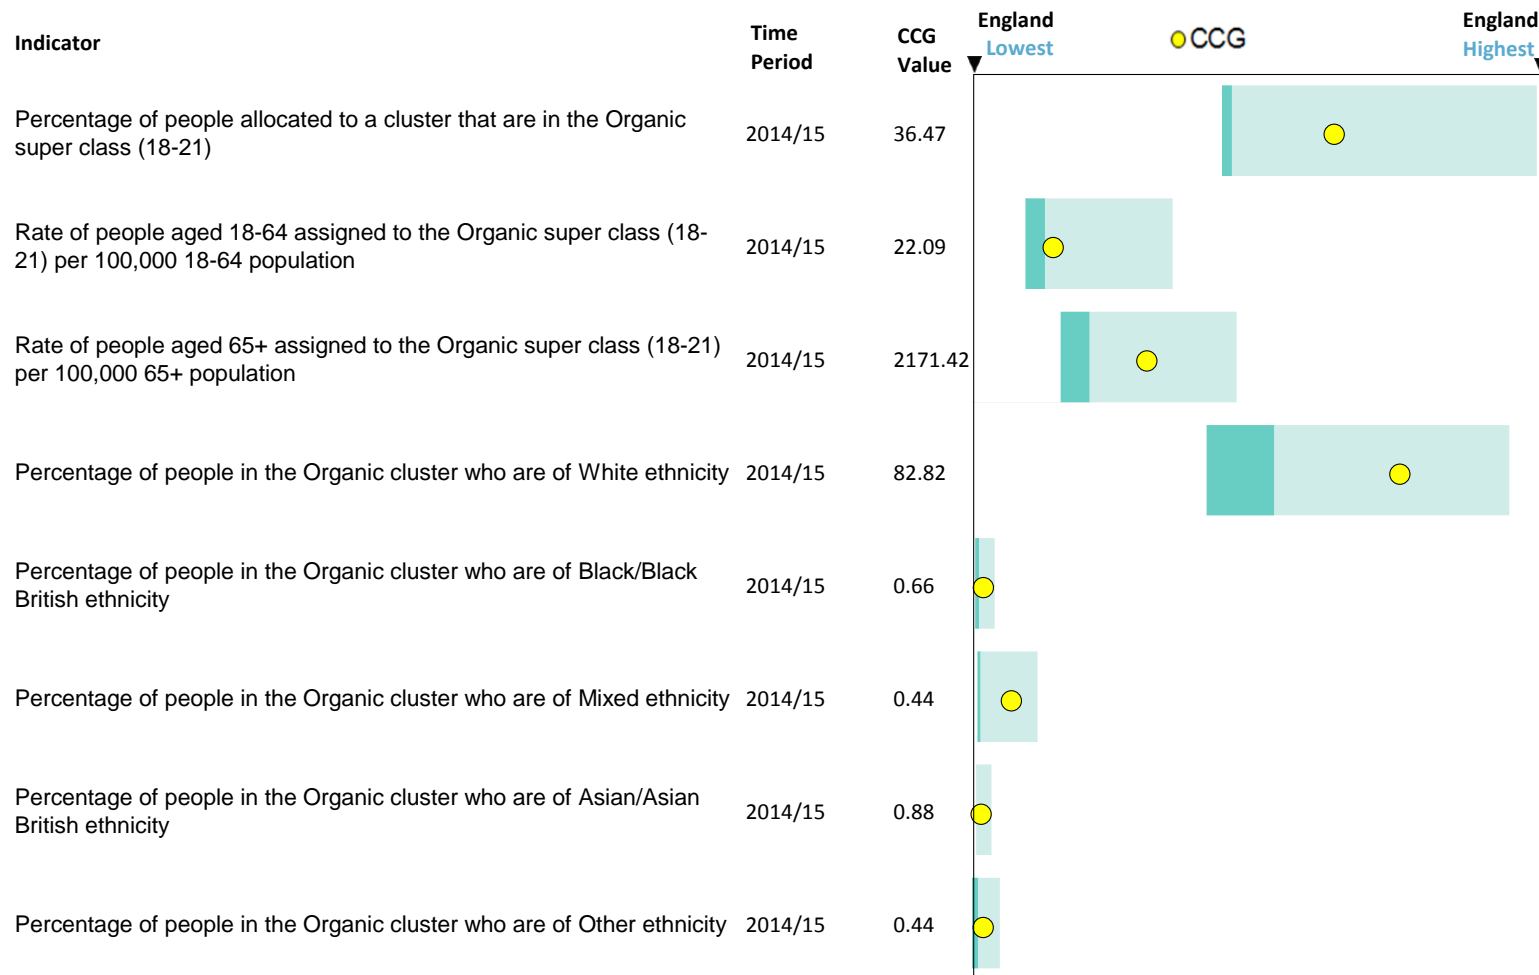 Indicator
Time
Period
CCG
Value
England
Lowest
CCG
England
Highest
Percentage of people allocated to a cluster that are in the Organic
super class (18-21)
2014/15
36.47
Rate of people aged 18-64 assigned to the Organic super class (18-
21) per 100,000 18-64 population
2014/15
22.09
Rate of people aged 65+ assigned to the Organic super class (18-21)
per 100,000 65+ population
2014/15
2171.42
Percentage of people in the Organic cluster who are of White ethnicity
2014/15
82.82
Percentage of people in the Organic cluster who are of Black/Black
British ethnicity
2014/15
0.66
Percentage of people in the Organic cluster who are of Mixed ethnicity
2014/15
0.44
Percentage of people in the Organic cluster who are of Asian/Asian
British ethnicity
2014/15
0.88
Percentage of people in the Organic cluster who are of Other ethnicity
2014/15
0.44